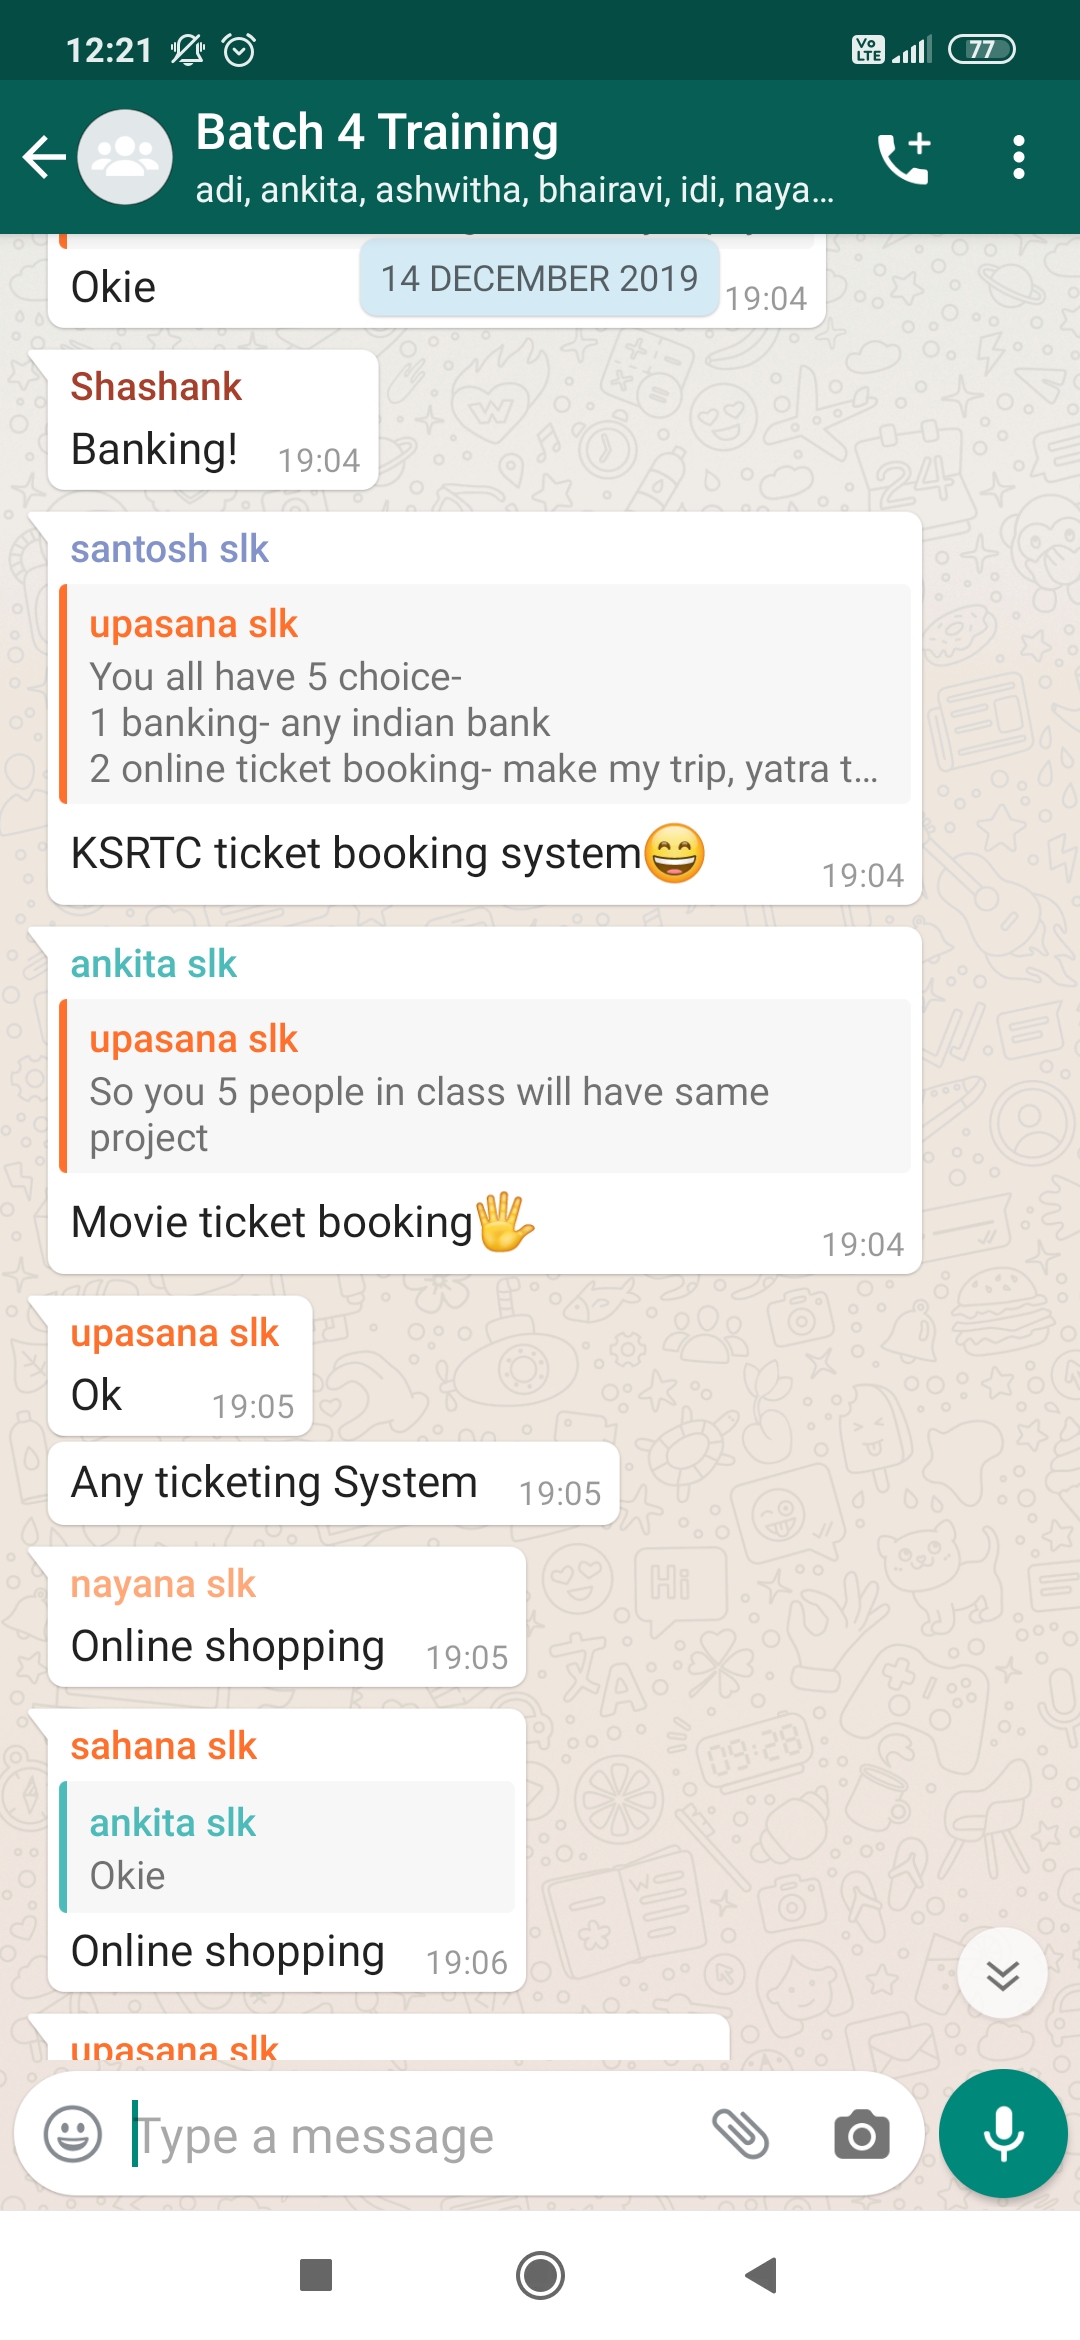 12:21
Vo LTE
77
Batch 4 Training
adi, ankita, ashwitha, bhairavi, idi, naya...
Okie
14 DECEMBER 2019
19:04
Shashank
Banking!
19:04
santosh slk
upasana slk
You all have 5 choice-
1 banking- any indian bank
2 online ticket booking- make my trip, yatra t...
KSRTC ticket booking system😄
19:04
ankita slk
upasana slk
So you 5 people in class will have same
project
Movie ticket booking🖐
19:04
upasana slk
Ok
19:05
Any ticketing System
19:05
nayana slk
Online shopping
19:05
sahana slk
ankita slk
Okie
Online shopping
19:06
upasana slk
Type a message